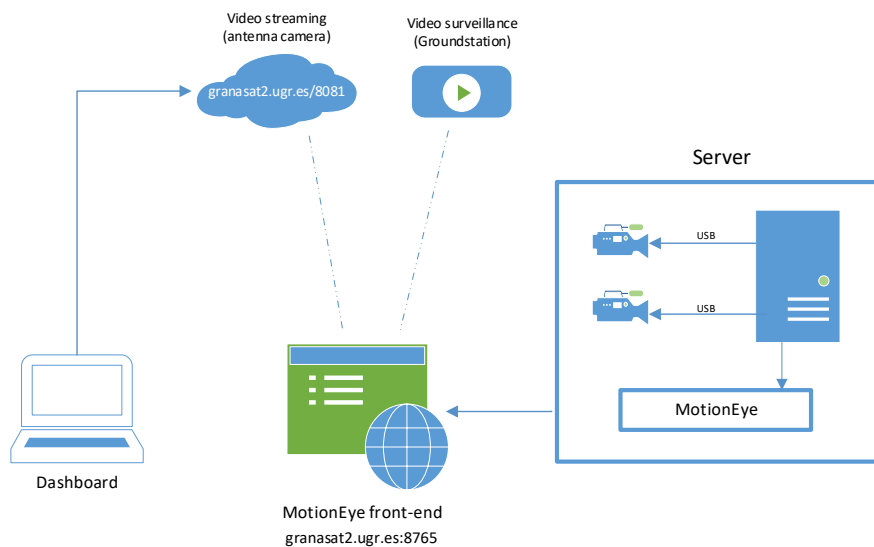 Video streaming
(antenna camera)
Video surveillance
(Groundstation)
granasat2.ugr.es/8081
Server
USB
USB
MotionEye
Dashboard
MotionEye front-end
granasat2.ugr.es:8765